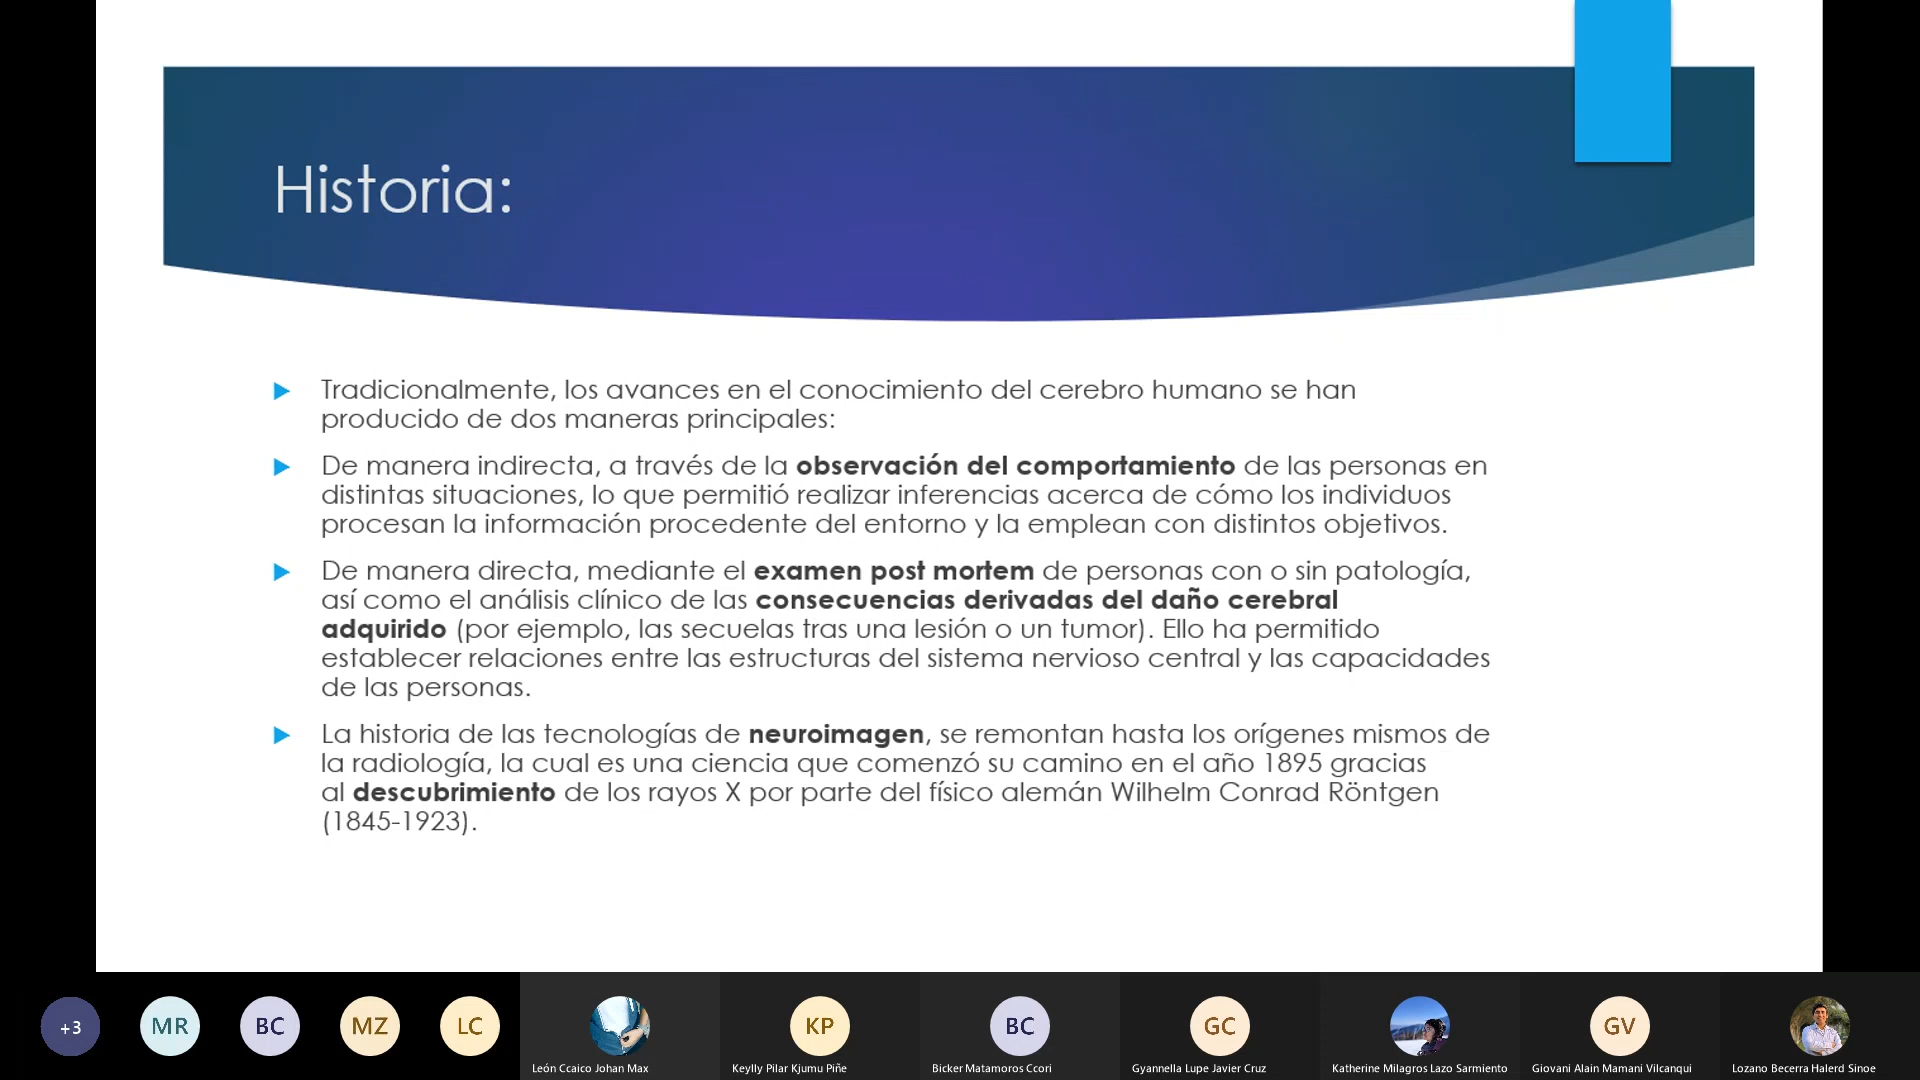 Historia:
Tradicionalmente, los avances en el conocimiento del cerebro humano se han
producido de dos maneras principales:
De manera indirecta, a través de la observación del comportamiento de las personas en
distintas situaciones, lo que permitió realizar inferencias acerca de cómo los individuos
procesan la información procedente del entorno y la emplean con distintos objetivos.
De manera directa, mediante el examen post mortem de personas con o sin patología,
así como el análisis clínico de las consecuencias derivadas del daño cerebral
adquirido (por ejemplo, las secuelas tras una lesión o un tumor). Ello ha permitido
establecer relaciones entre las estructuras del sistema nervioso central y las capacidades
de las personas.
La historia de las tecnologías de neuroimagen, se remontan hasta los orígenes mismos de
la radiología, la cual es una ciencia que comenzó su camino en el año 1895 gracias
al descubrimiento de los rayos X por parte del físico alemán Wilhelm Conrad Röntgen
(1845-1923).
+3
MR
BC
MZ
LC
León Ccaico Johan Max
KP
Keylly Pilar Kjumu Piñe
BC
Bicker Matamoros Ccori
GC
Gyannella Lupe Javier Cruz
Katherine Milagros Lazo Sarmiento
GV
Giovani Alain Mamani Vilcanqui
Lozano Becerra Halerd Sinoe